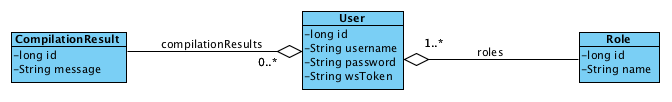 CompilationResult
-long id
-String message
compilationResults
0..*
User
-long id
-String username
-String password
-String wsToken
1..*
roles
Role
-long id
-String name